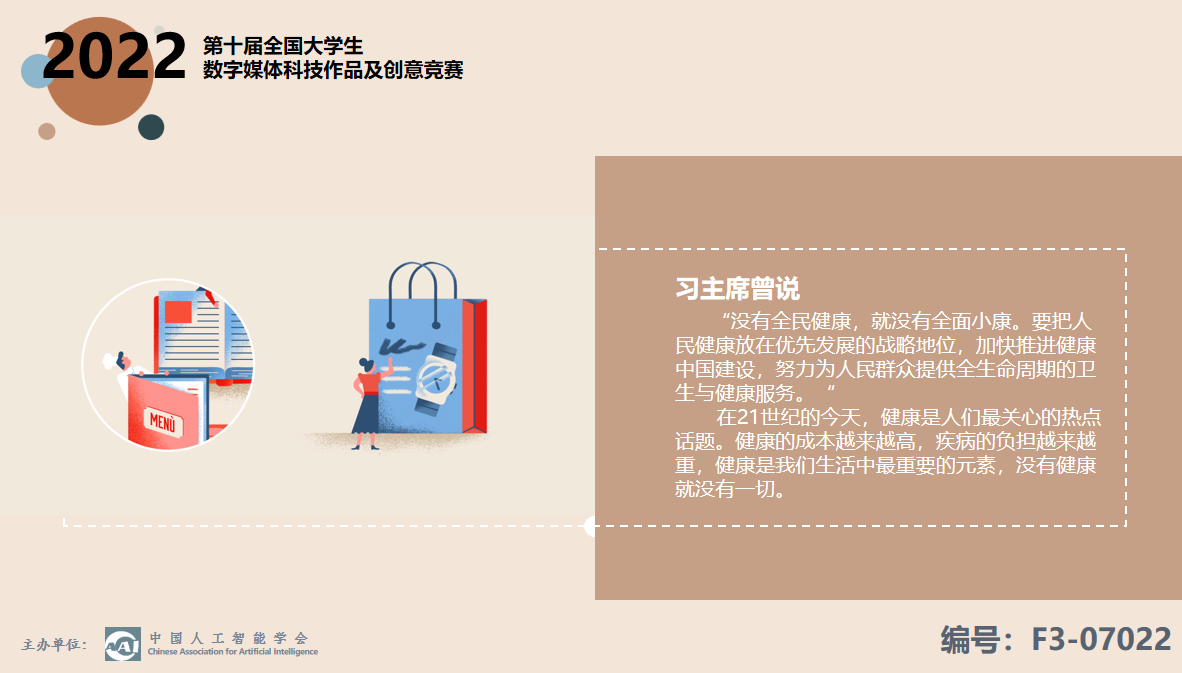 2022
第十届全国大学生
数字媒体科技作品及创意竞赛
MENÙ
习主席曾说
“没有全民健康，就没有全面小康。要把人
民健康放在优先发展的战略地位，加快推进健康
中国建设，努力为人民群众提供全生命周期的卫
生与健康服务。“
在21世纪的今天，健康是人们最关心的热点
话题。健康的成本越来越高，疾病的负担越来越
重，健康是我们生活中最重要的元素，没有健康
就没有一切。
主办单位：
CAAI
中国人工智能学会
Chinese Association for Artificial Intelligence
编号：F3-07022